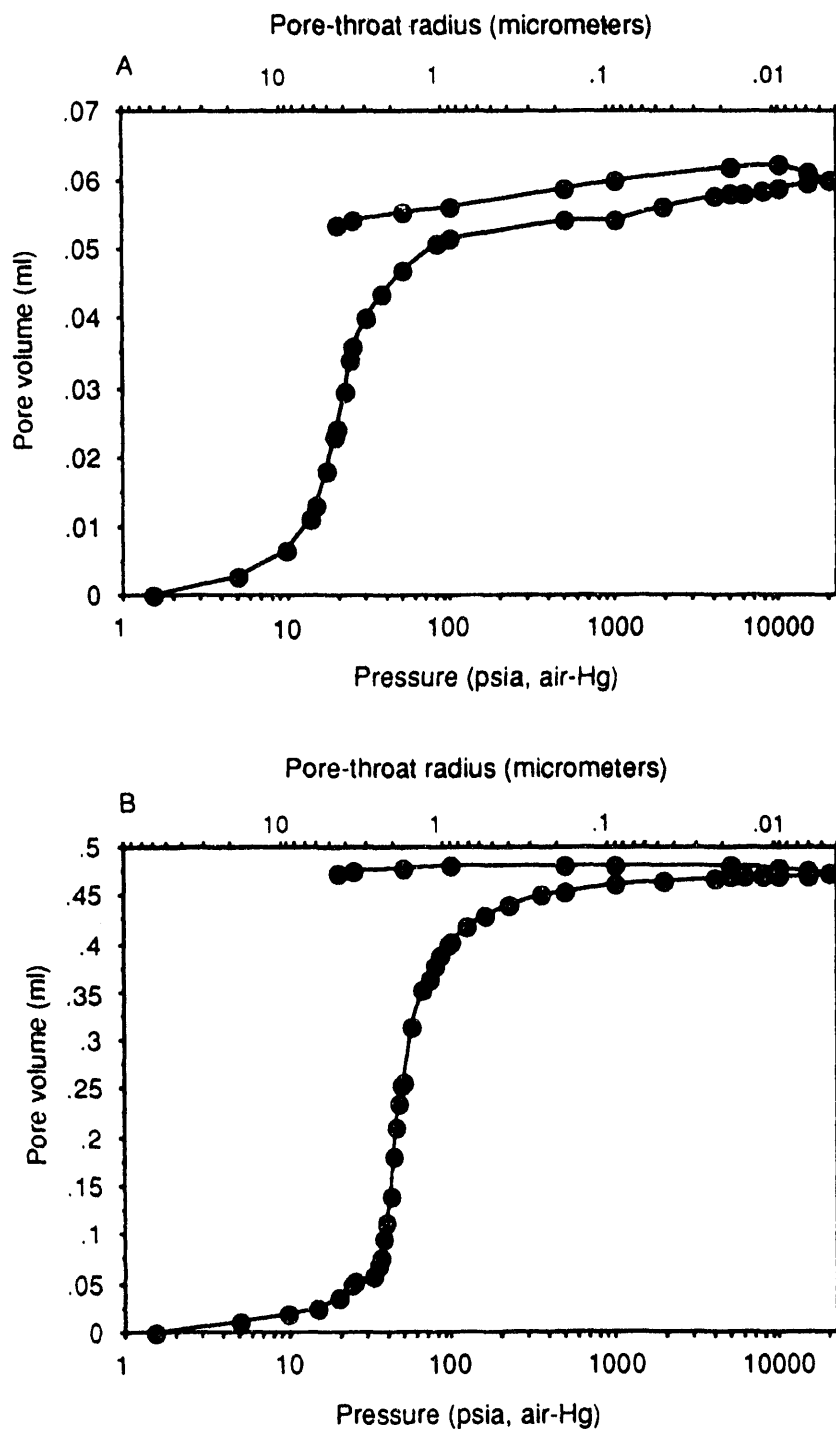 Pore-throat radius (micrometers)
A
10 1 .1 .01
.07
.06
.05
.04
.03
.02
.01
0
Pore volume (ml)
1 10 100 1000 10000
Pressure (psia, air-Hg)
Pore-throat radius (micrometers)
B
10 1 .1 .01
.5
.45
.4
.35
.3
.25
.2
.15
.1
.05
0
Pore volume (ml)
1 10 100 1000 10000
Pressure (psia, air-Hg)